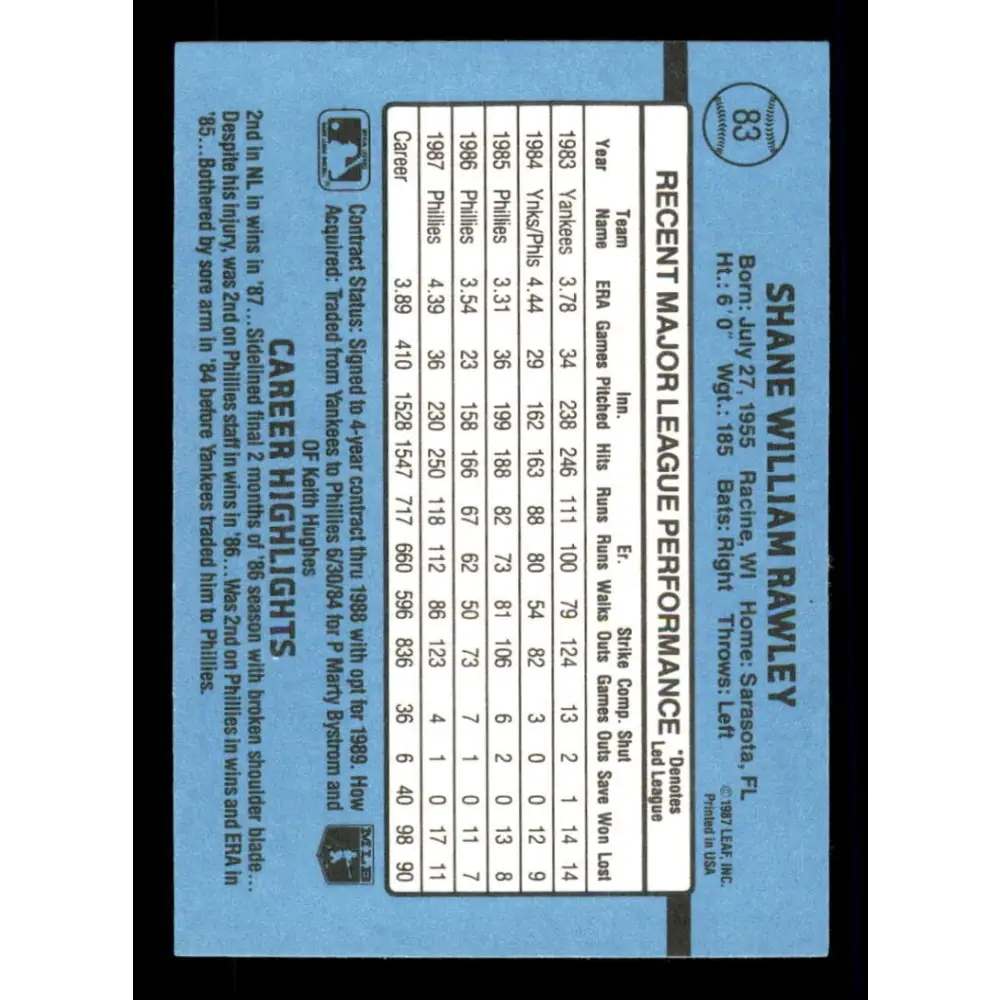 83
SHANE WILLIAM RAWLEY
Born: July 27, 1955 Racine, WI Home: Sarasota, FL
Ht.: 6'0" Wgt.: 185 Bats: Right Throws: Left
© 1987 LEAF, INC.
Printed in USA
RECENT MAJOR LEAGUE PERFORMANCE
*Denotes
Led League
Team Inn. Er. Strike Comp. Shut
Year Name ERA Games Pitched Hits Runs Runs Walks Outs Games Outs Save Won Lost
1983 Yankees 3.78 34 238 246 111 100 79 124 13 2 1 14 14
1984 Ynks/Phls 4.44 29 162 163 88 80 54 82 3 0 0 12 9
1985 Phillies 3.31 36 199 188 82 73 81 106 6 2 0 13 8
1986 Phillies 3.54 23 158 166 67 62 50 73 7 1 0 11 7
1987 Phillies 4.39 36 230 250 118 112 86 123 4 1 0 17 11
Career 3.89 410 1528 1547 717 660 596 836 36 6 40 98 90
Contract Status: Signed to 4-year contract thru 1988 with opt for 1989. How
Acquired: Traded from Yankees to Phillies 6/30/84 for P Marty Bystrom and
OF Keith Hughes
MLB
CAREER HIGHLIGHTS
2nd in NL in wins in '87...Sidelined final 2 months of '86 season with broken shoulder blade...
Despite his injury, was 2nd on Phillies staff in wins in '86...Was 2nd on Phillies in wins and ERA in
'85...Bothered by sore arm in '84 before Yankees traded him to Phillies.